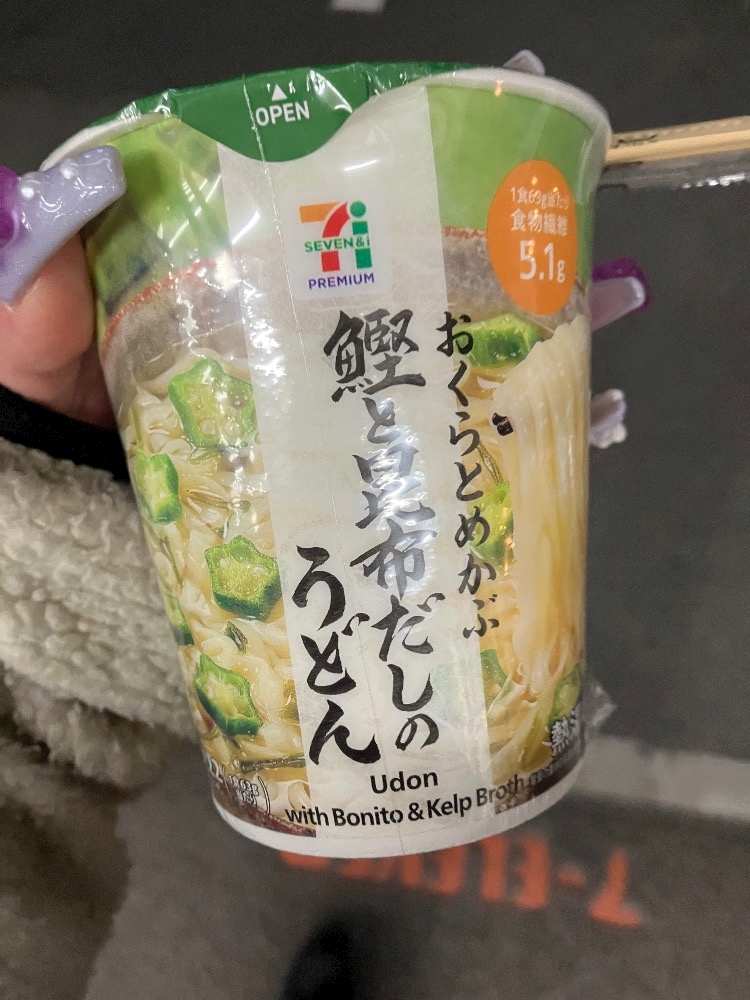 OPEN
SEVEN&i
PREMIUM
1食63g当たり
食物繊維
5.1g
おくらとめかぶ
鰹と昆布だしの
うどん
Udon
with Bonito & Kelp Broth
7-ELEVEN